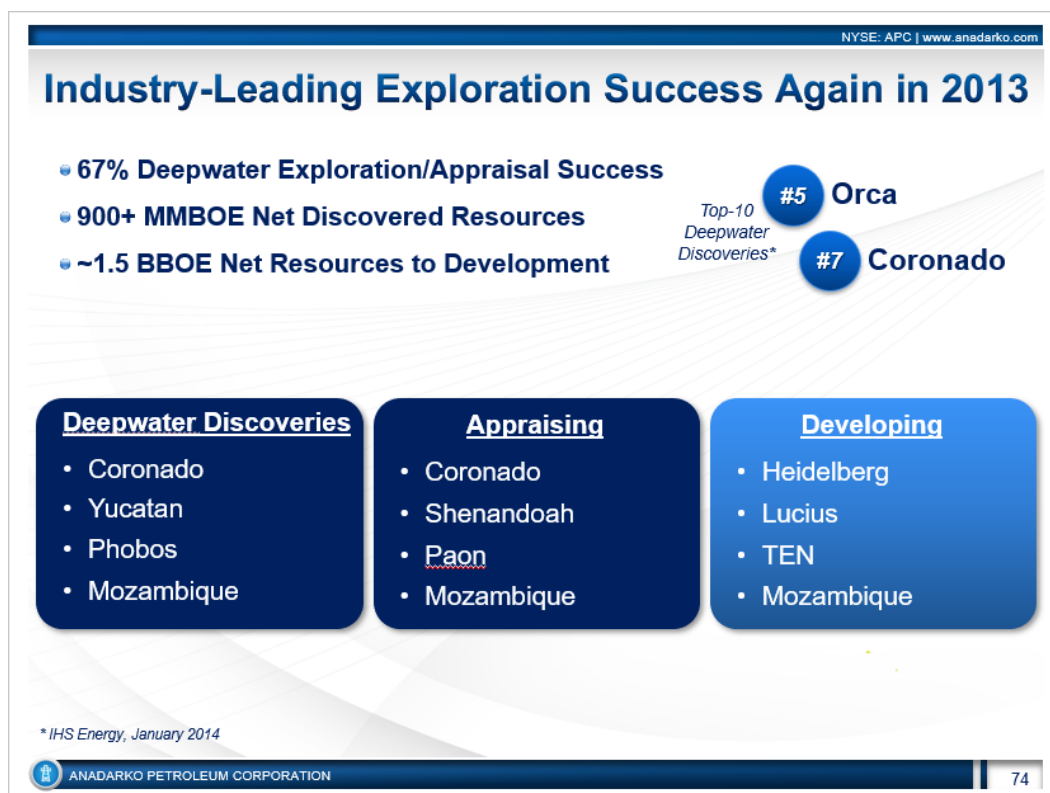 NYSE: APC | www.anadarko.com
Industry-Leading Exploration Success Again in 2013
67% Deepwater Exploration/Appraisal Success
900+ MMBOE Net Discovered Resources
~1.5 BBOE Net Resources to Development
Top-10
Deepwater
Discoveries*
#5 Orca
#7 Coronado
Deepwater Discoveries
• Coronado
• Yucatan
• Phobos
• Mozambique
Appraising
• Coronado
• Shenandoah
• Paon
• Mozambique
Developing
• Heidelberg
• Lucius
• TEN
• Mozambique
* IHS Energy, January 2014
ANADARKO PETROLEUM CORPORATION
74